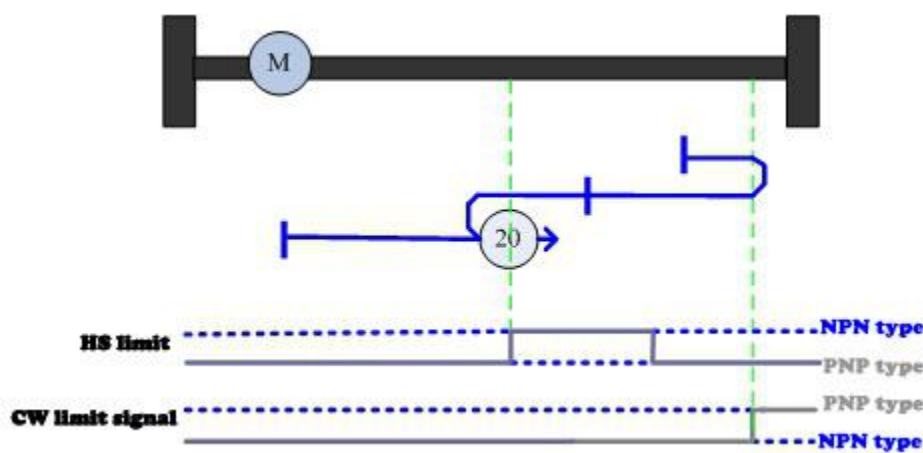 M
20
HS limit
NPN type
PNP type
CW limit signal
PNP type
NPN type